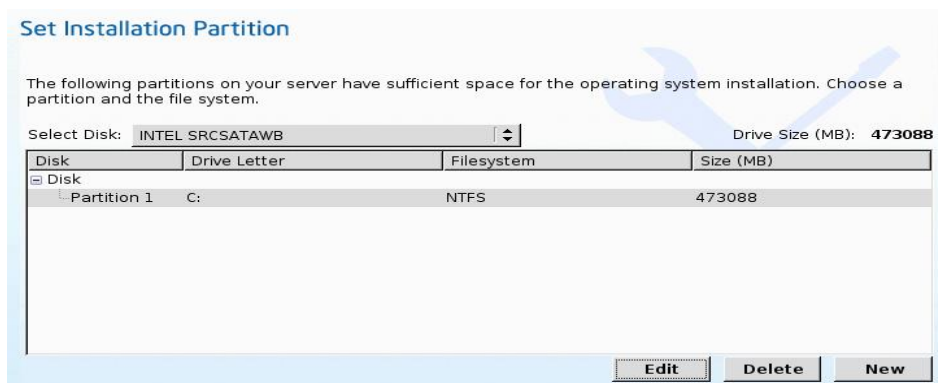 Set Installation Partition
The following partitions on your server have sufficient space for the operating system installation. Choose a
partition and the file system.
Select Disk: INTEL SRCSATAWB Drive Size (MB): 473088
Disk Drive Letter Filesystem Size (MB)
Disk
Partition 1 C: NTFS 473088
Edit Delete New